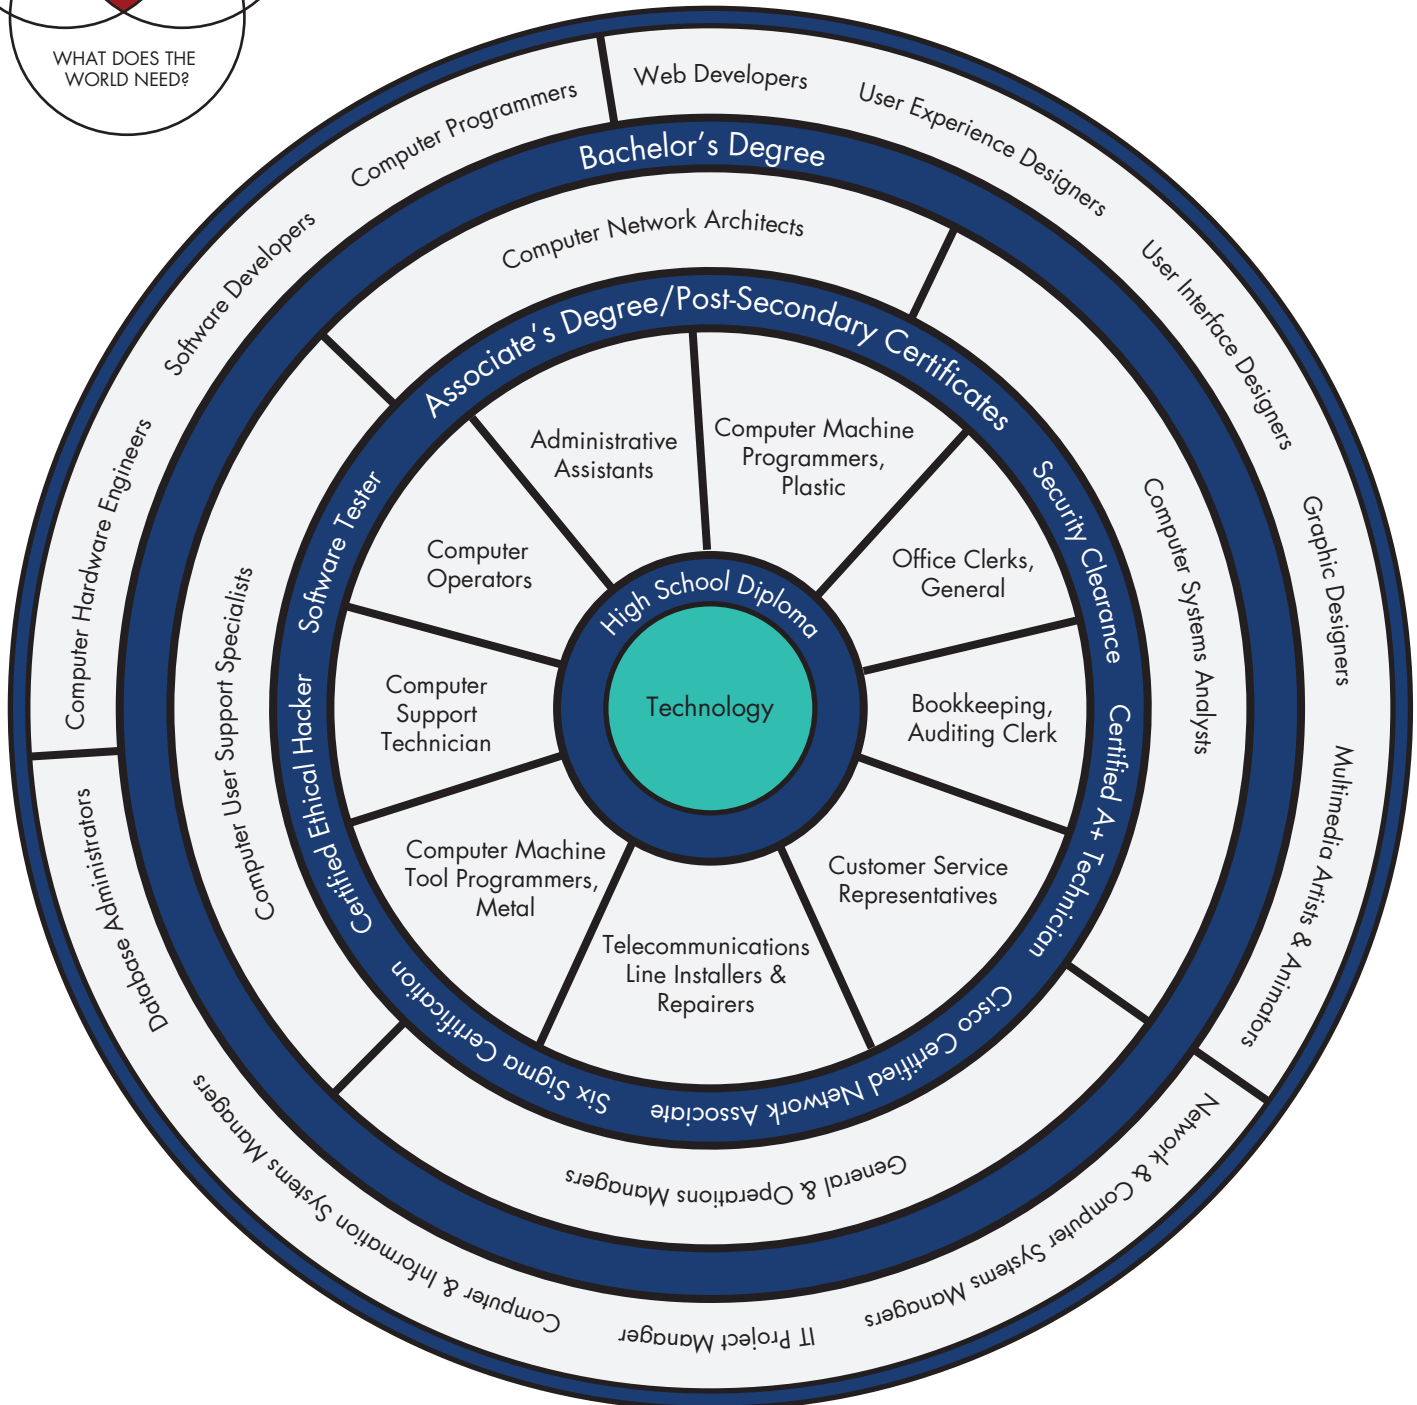 WHAT DOES THE
WORLD NEED?
Web Developers
User Experience Designers
User Interface Designers
Graphic Designers
Multimedia Artists & Animators
Network & Computer Systems Managers
IT Project Manager
Computer & Information Systems Managers
Database Administrators
Computer Hardware Engineers
Software Developers
Computer Programmers
Bachelor's Degree
Computer Network Architects
Computer Systems Analysts
General & Operations Managers
Computer User Support Specialists
Associate's Degree/Post-Secondary Certificates
Security Clearance
Certified A+ Technician
Cisco Certified Network Associate
Six Sigma Certification
Certified Ethical Hacker
Software Tester
Administrative
Assistants
Computer Machine
Programmers,
Plastic
Office Clerks,
General
Bookkeeping,
Auditing Clerk
Customer Service
Representatives
Telecommunications
Line Installers &
Repairers
Computer Machine
Tool Programmers,
Metal
Computer
Support
Technician
Computer
Operators
High School Diploma
Technology